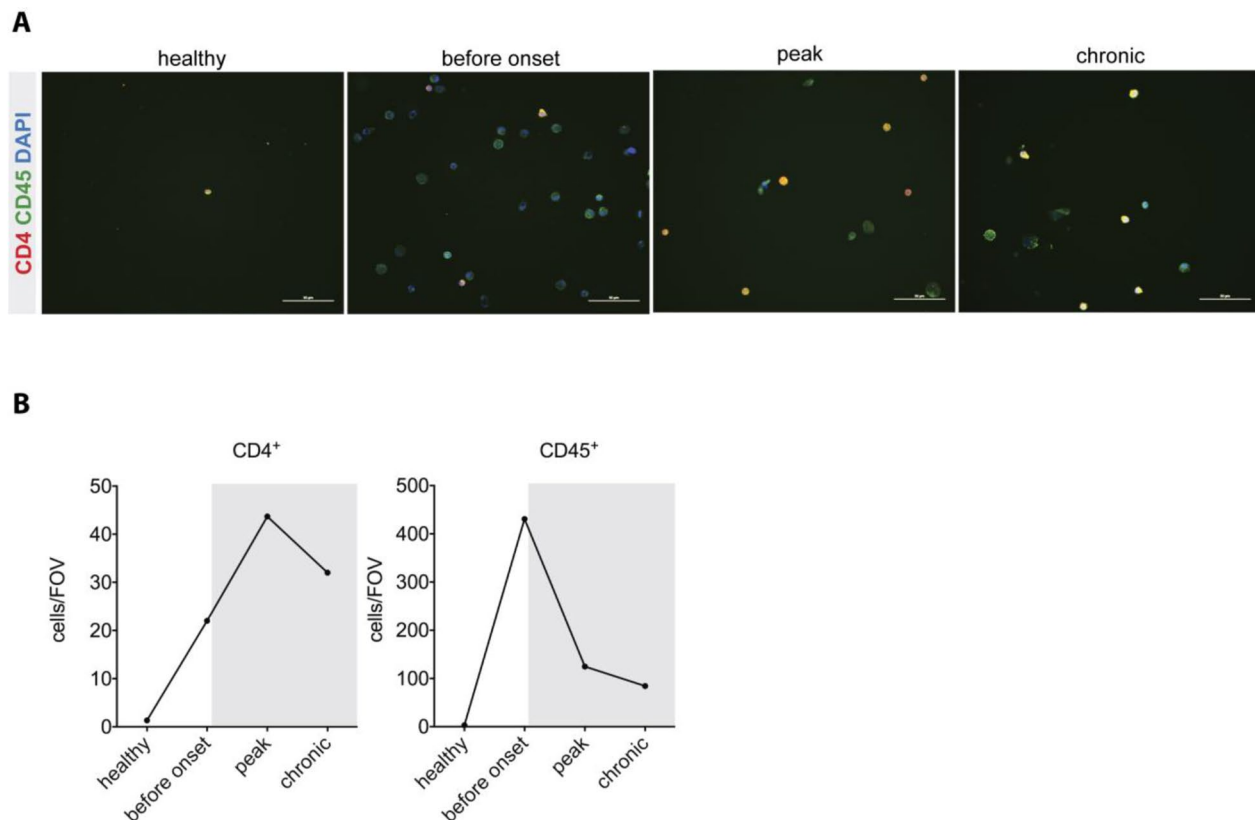 A
healthy
before onset
peak
chronic
CD4 CD45 DAPI
B
CD4⁺
CD45⁺
50
40
30
20
10
0
cells/FOV
healthy
before onset
peak
chronic
500
400
300
200
100
0
cells/FOV
healthy
before onset
peak
chronic